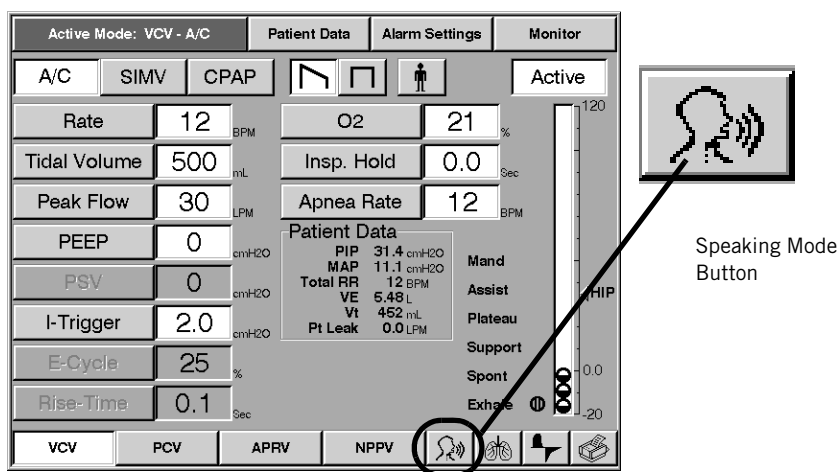 Active Mode: VCV - A/C Patient Data Alarm Settings Monitor
A/C SIMV CPAP Active
Rate 12 BPM O2 21 %
Tidal Volume 500 mL Insp. Hold 0.0 Sec
Peak Flow 30 LPM Apnea Rate 12 BPM
PEEP 0 cmH2O
PSV 0 cmH2O
I-Trigger 2.0 cmH2O
E-Cycle 25 %
Rise-Time 0.1 Sec
Patient Data
PIP 31.4 cmH2O
MAP 11.1 cmH2O
Total RR 12 BPM
VE 5.48 L
Vt 452 mL
Pt Leak 0.0 LPM
Mand
Assist
Plateau
Support
Spont
Exhale
120
HIP
0.0
-20
VCV PCV APRV NPPV
Speaking Mode
Button